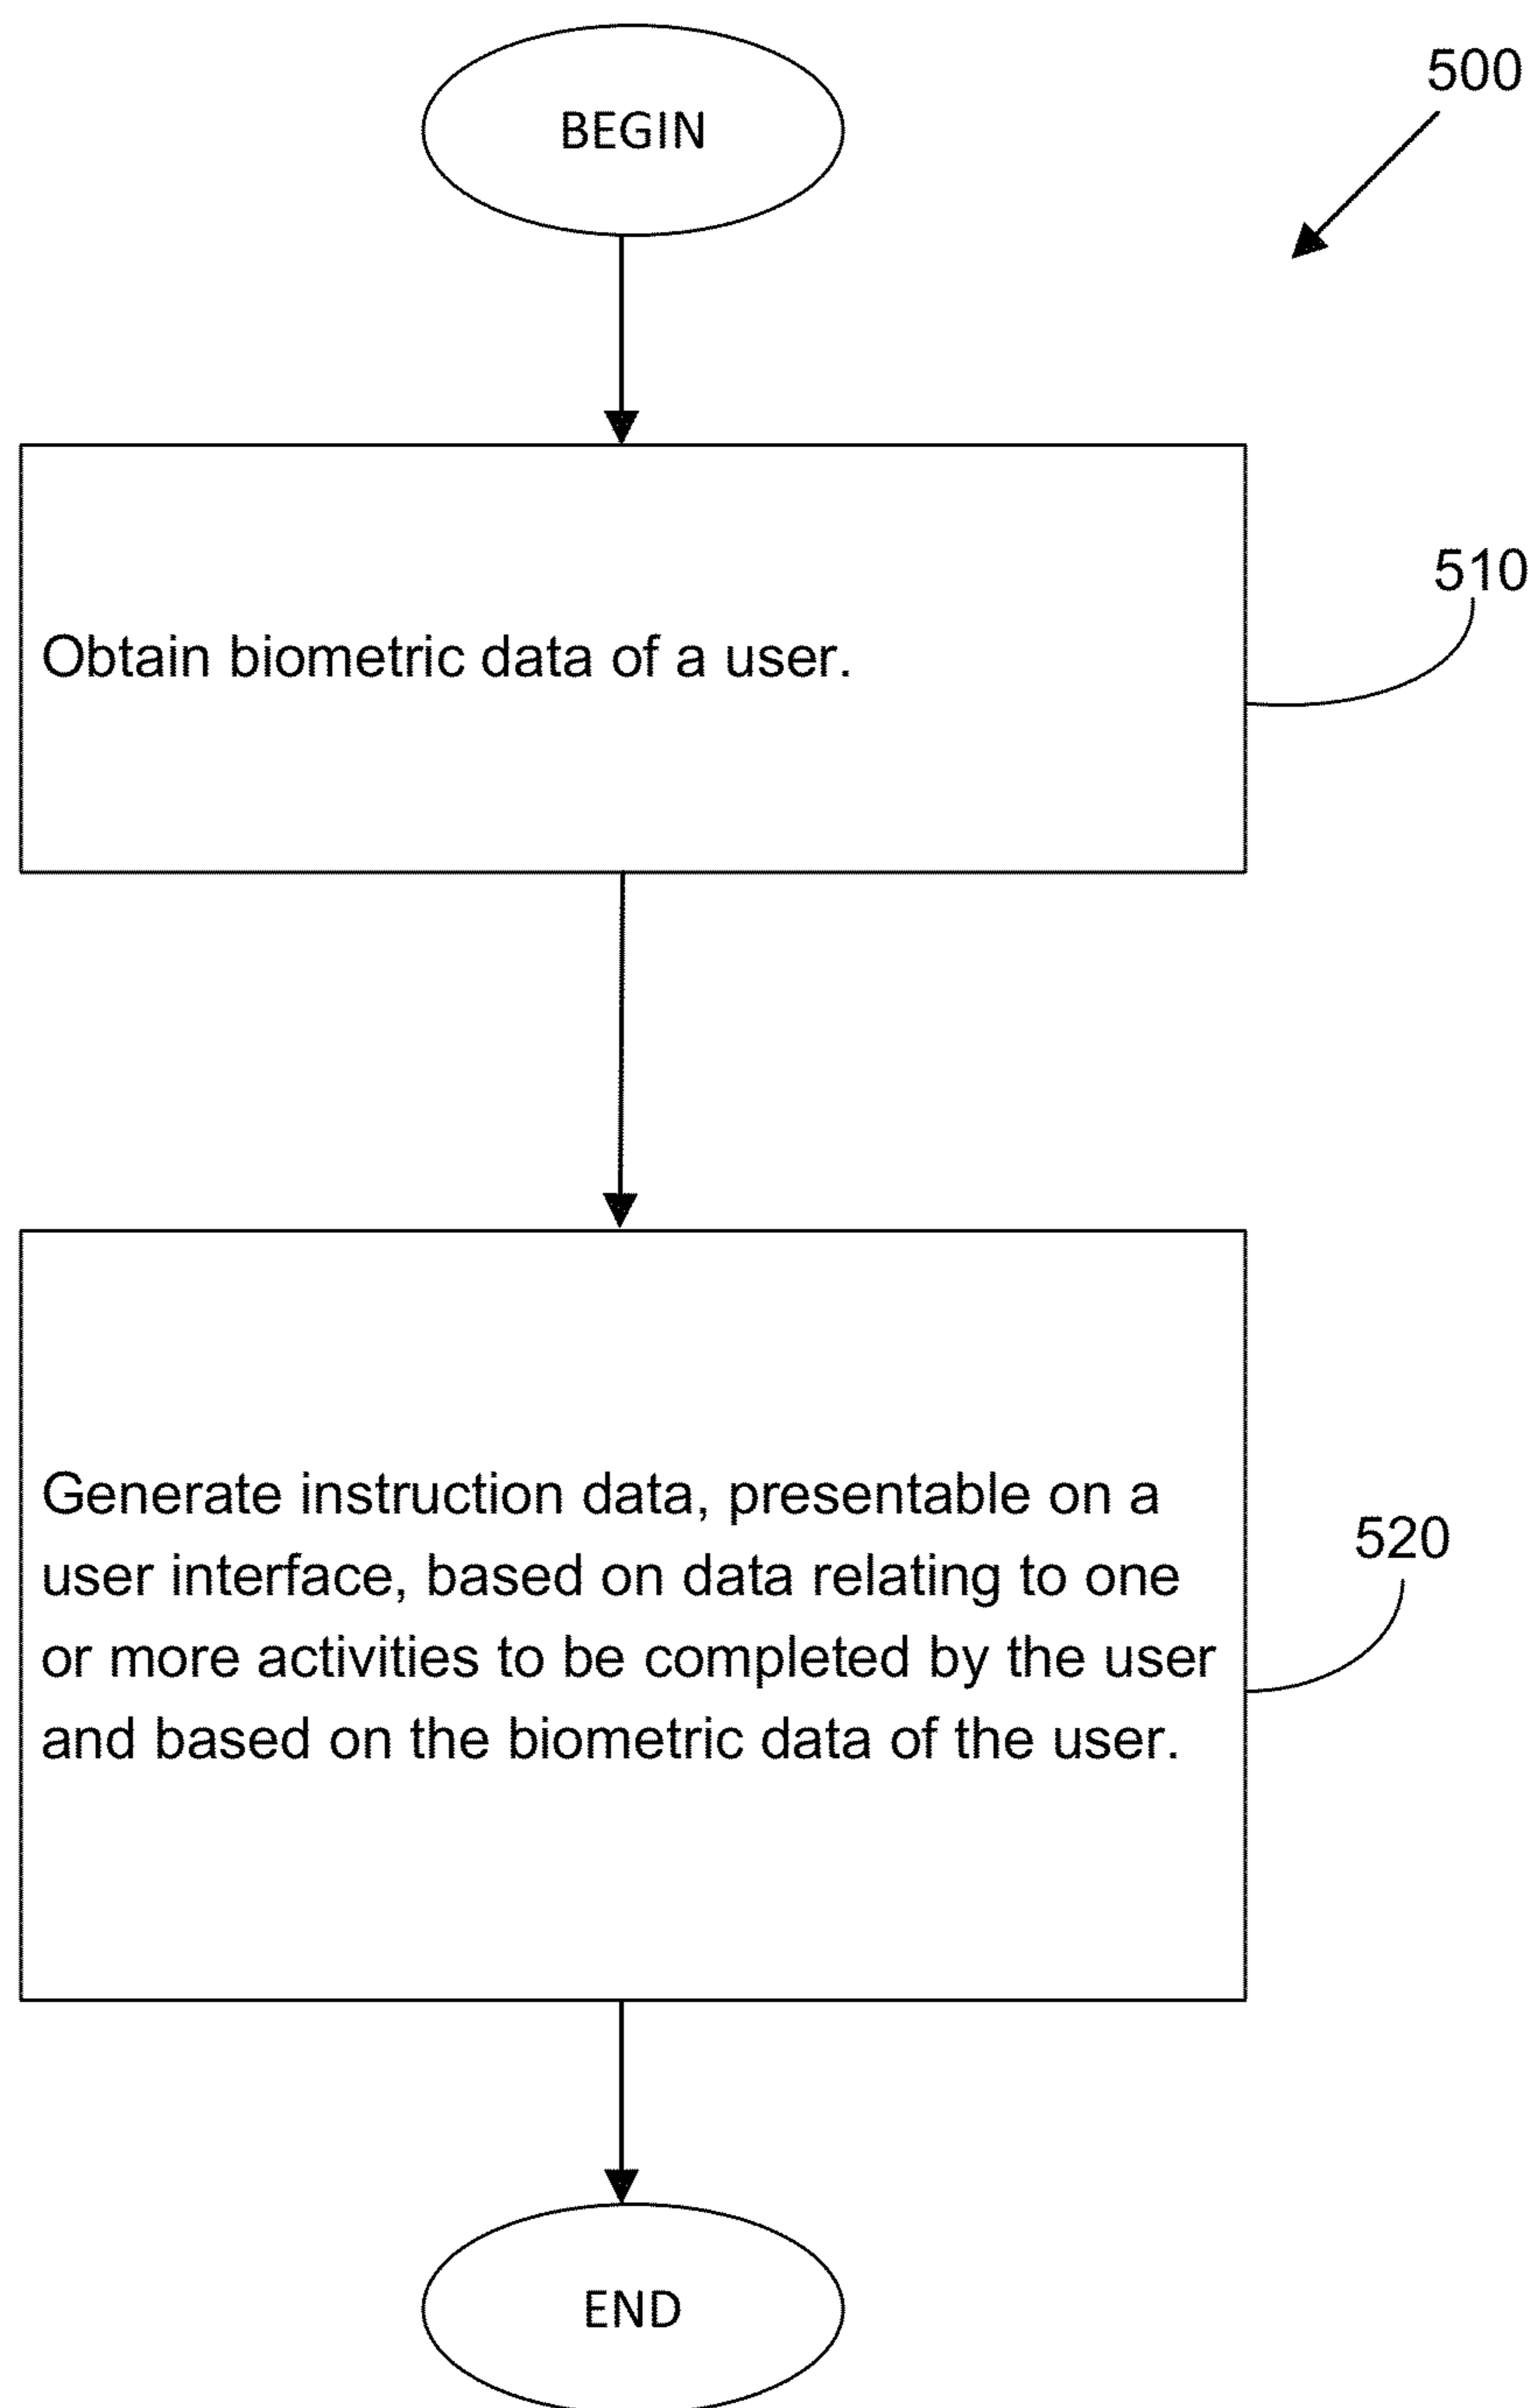 BEGIN
500
Obtain biometric data of a user.
510
Generate instruction data, presentable on a
user interface, based on data relating to one
or more activities to be completed by the user
and based on the biometric data of the user.
520
END